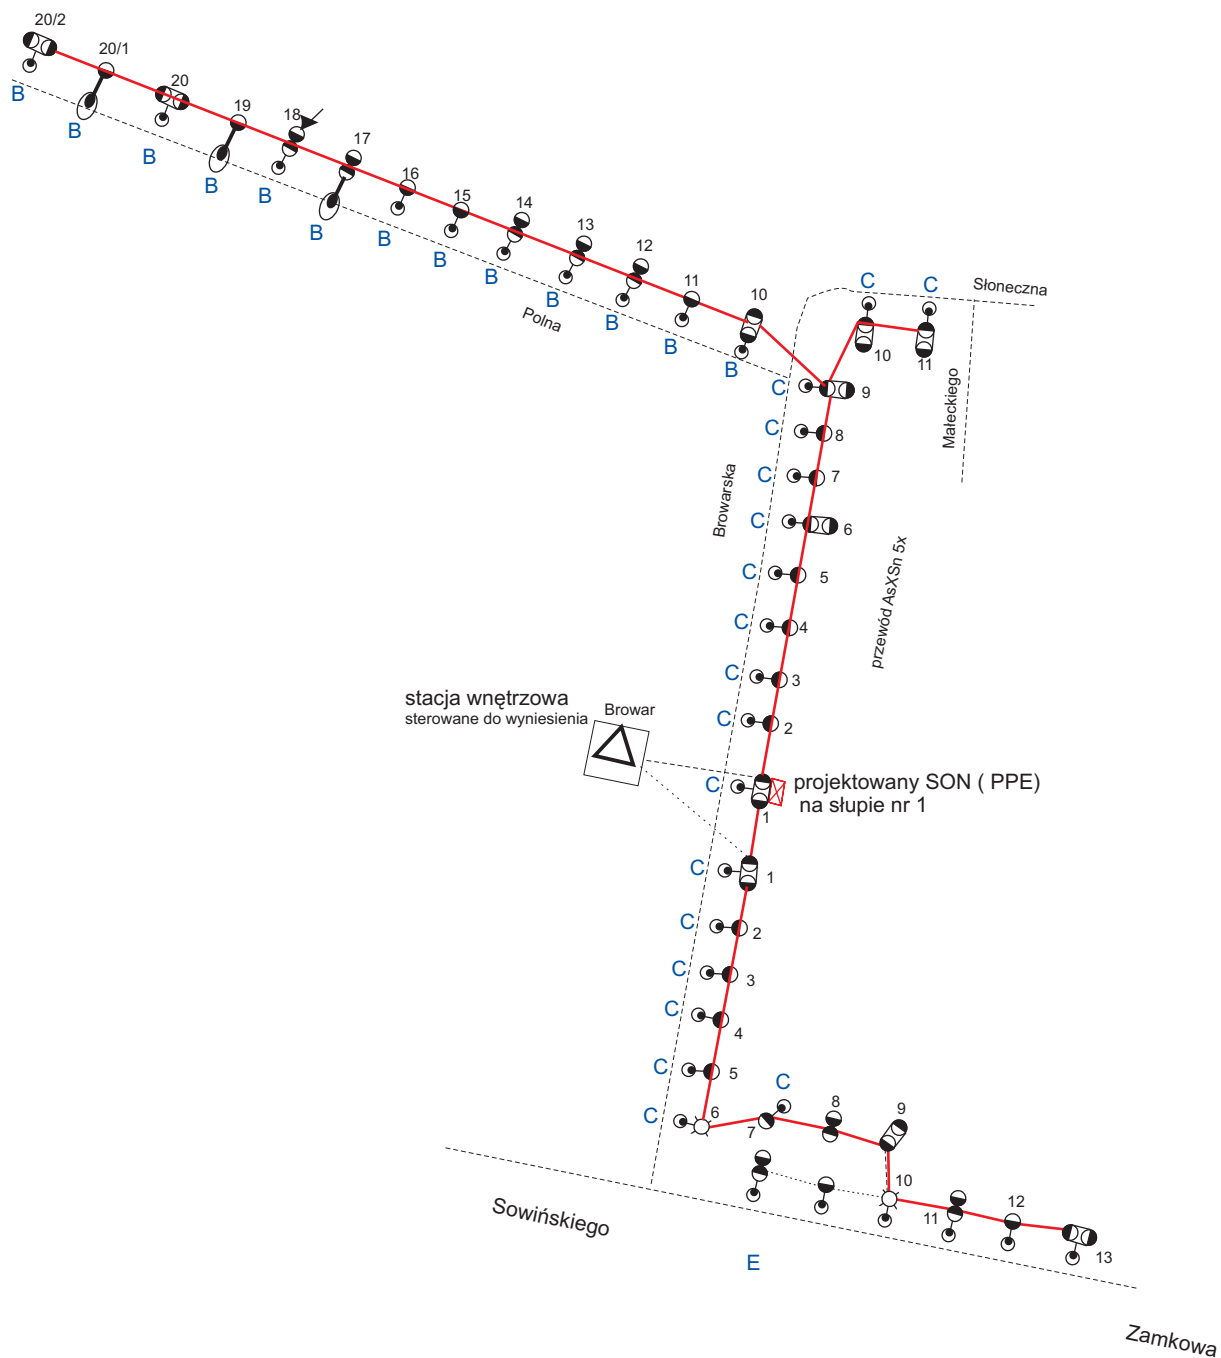 20/2
20/1
20
19
18
17
16
15
14
13
12
11
10
B
B
B
B
B
B
B
B
B
B
B
B
B
Polna
C
C
Słoneczna
10
11
Małeckiego
C
9
C
8
C
7
Browarska
C
6
C
5
przewód AsXSn 5x
C
4
C
3
C
2
stacja wnętrzowa
sterowane do wyniesienia
Browar
C
projektowany SON ( PPE)
na słupie nr 1
1
C
1
C
2
C
3
C
4
C
5
C
6
C
7
8
9
10
11
12
13
Sowińskiego
E
Zamkowa